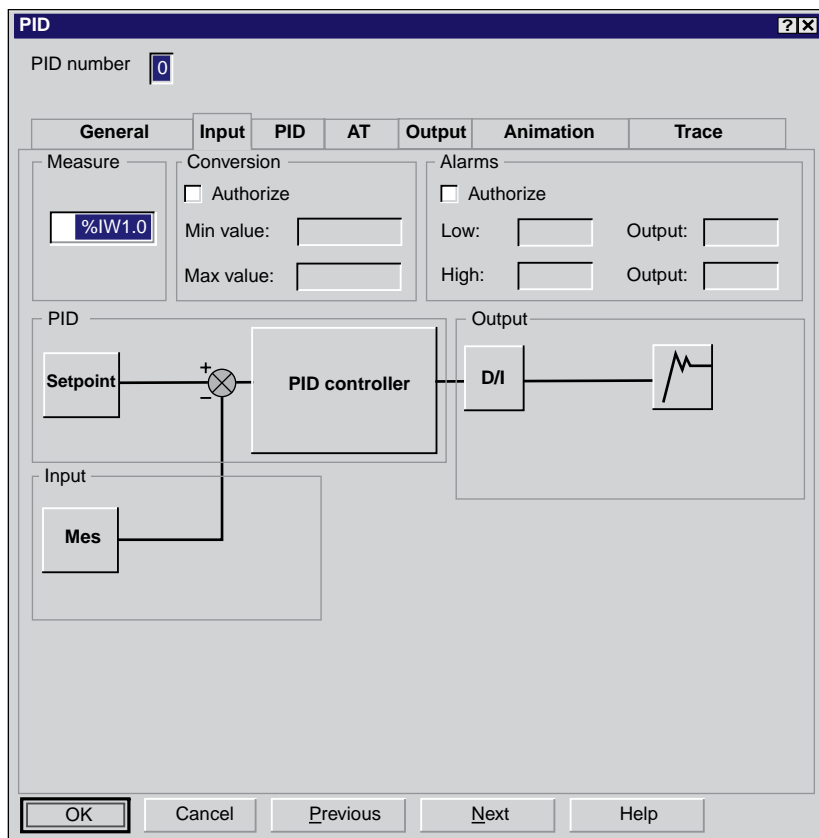 PID
PID number 0
General Input PID AT Output Animation Trace
Measure
%IW1.0
Conversion
Authorize
Min value:
Max value:
Alarms
Authorize
Low: Output:
High: Output:
PID
Setpoint
+
−
PID controller
Output
D/I
Input
Mes
OK Cancel Previous Next Help